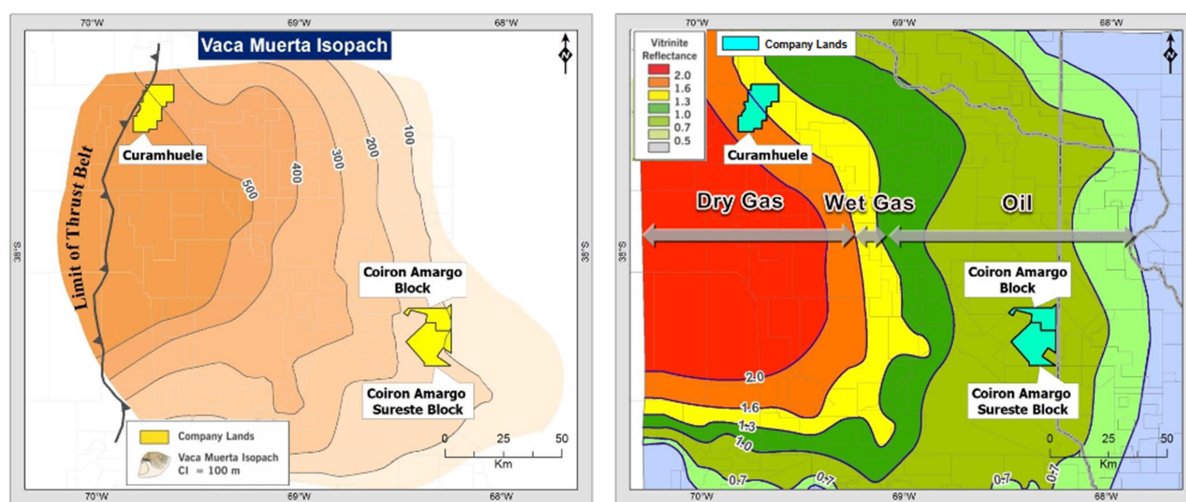 70°W
69°W
68°W
Vaca Muerta Isopach
N
Curamhuele
100
200
300
400
500
Limit of Thrust Belt
38°S
38°S
Coiron Amargo
Block
Coiron Amargo
Sureste Block
Company Lands
Vaca Muerta Isopach
CI = 100 m
0
25
50
Km
70°W
69°W
68°W
70°W
69°W
68°W
Vitrinite
Reflectance
2.0
1.6
1.3
1.0
0.7
0.5
Company Lands
N
Curamhuele
Dry Gas
Wet Gas
Oil
38°S
38°S
Coiron Amargo
Block
Coiron Amargo
Sureste Block
2.0
1.6
1.3
1.0
0.7
0.7
0.7
0.7
0
25
50
Km
70°W
69°W
68°W